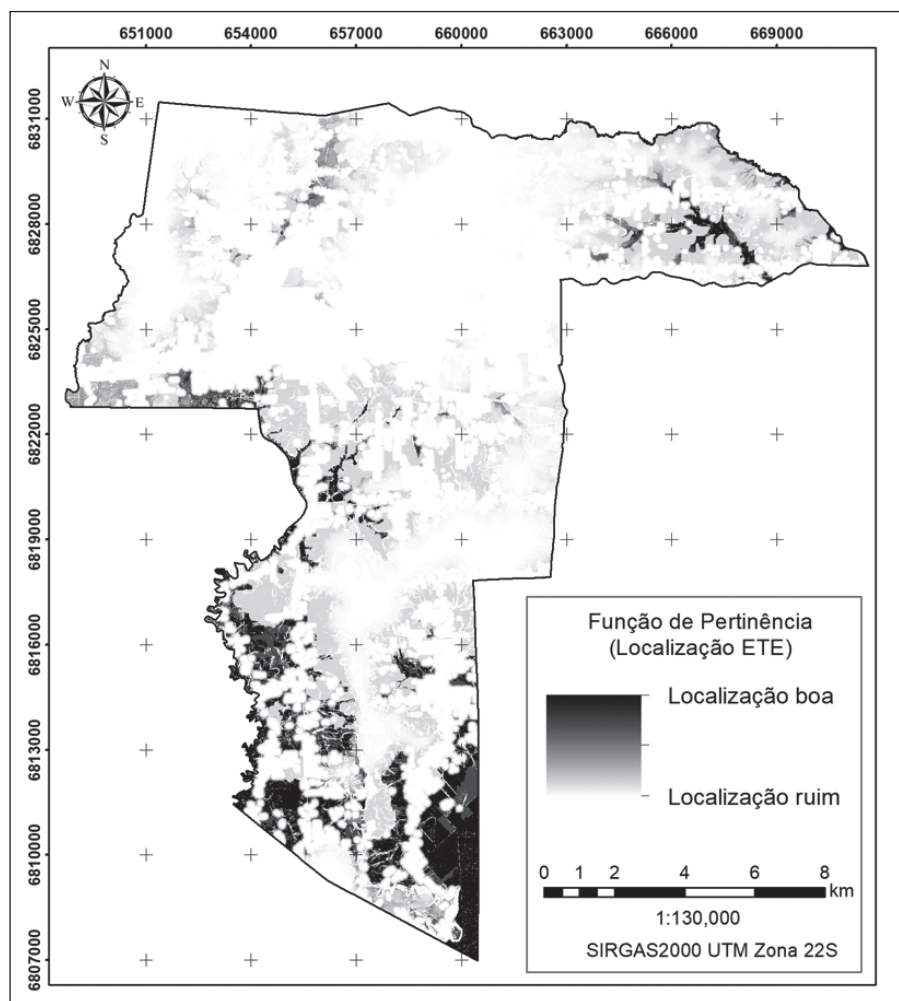 651000 654000 657000 660000 663000 666000 669000
N
W E
S
6831000
6828000
6825000
6822000
6819000
6816000
6813000
6810000
6807000
Função de Pertinência
(Localização ETE)
Localização boa
Localização ruim
0 1 2 4 6 8
km
1:130,000
SIRGAS2000 UTM Zona 22S